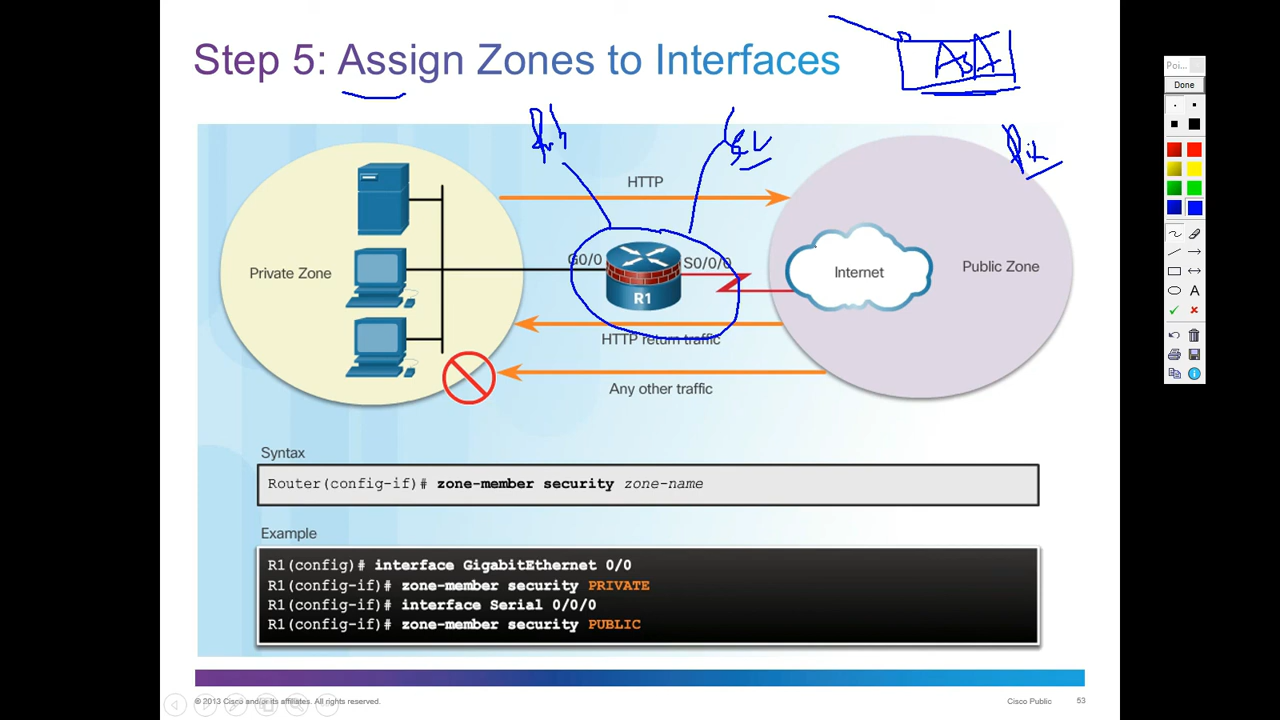 Step 5: Assign Zones to Interfaces
ASA
Poi...
Done
HTTP
Private Zone
G0/0
S0/0/0
R1
Internet
Public Zone
HTTP return traffic
Any other traffic
A
Syntax
Router(config-if)# zone-member security zone-name
Example
R1(config)# interface GigabitEthernet 0/0
R1(config-if)# zone-member security PRIVATE
R1(config-if)# interface Serial 0/0/0
R1(config-if)# zone-member security PUBLIC
© 2013 Cisco and/or its affiliates. All rights reserved.
Cisco Public
53